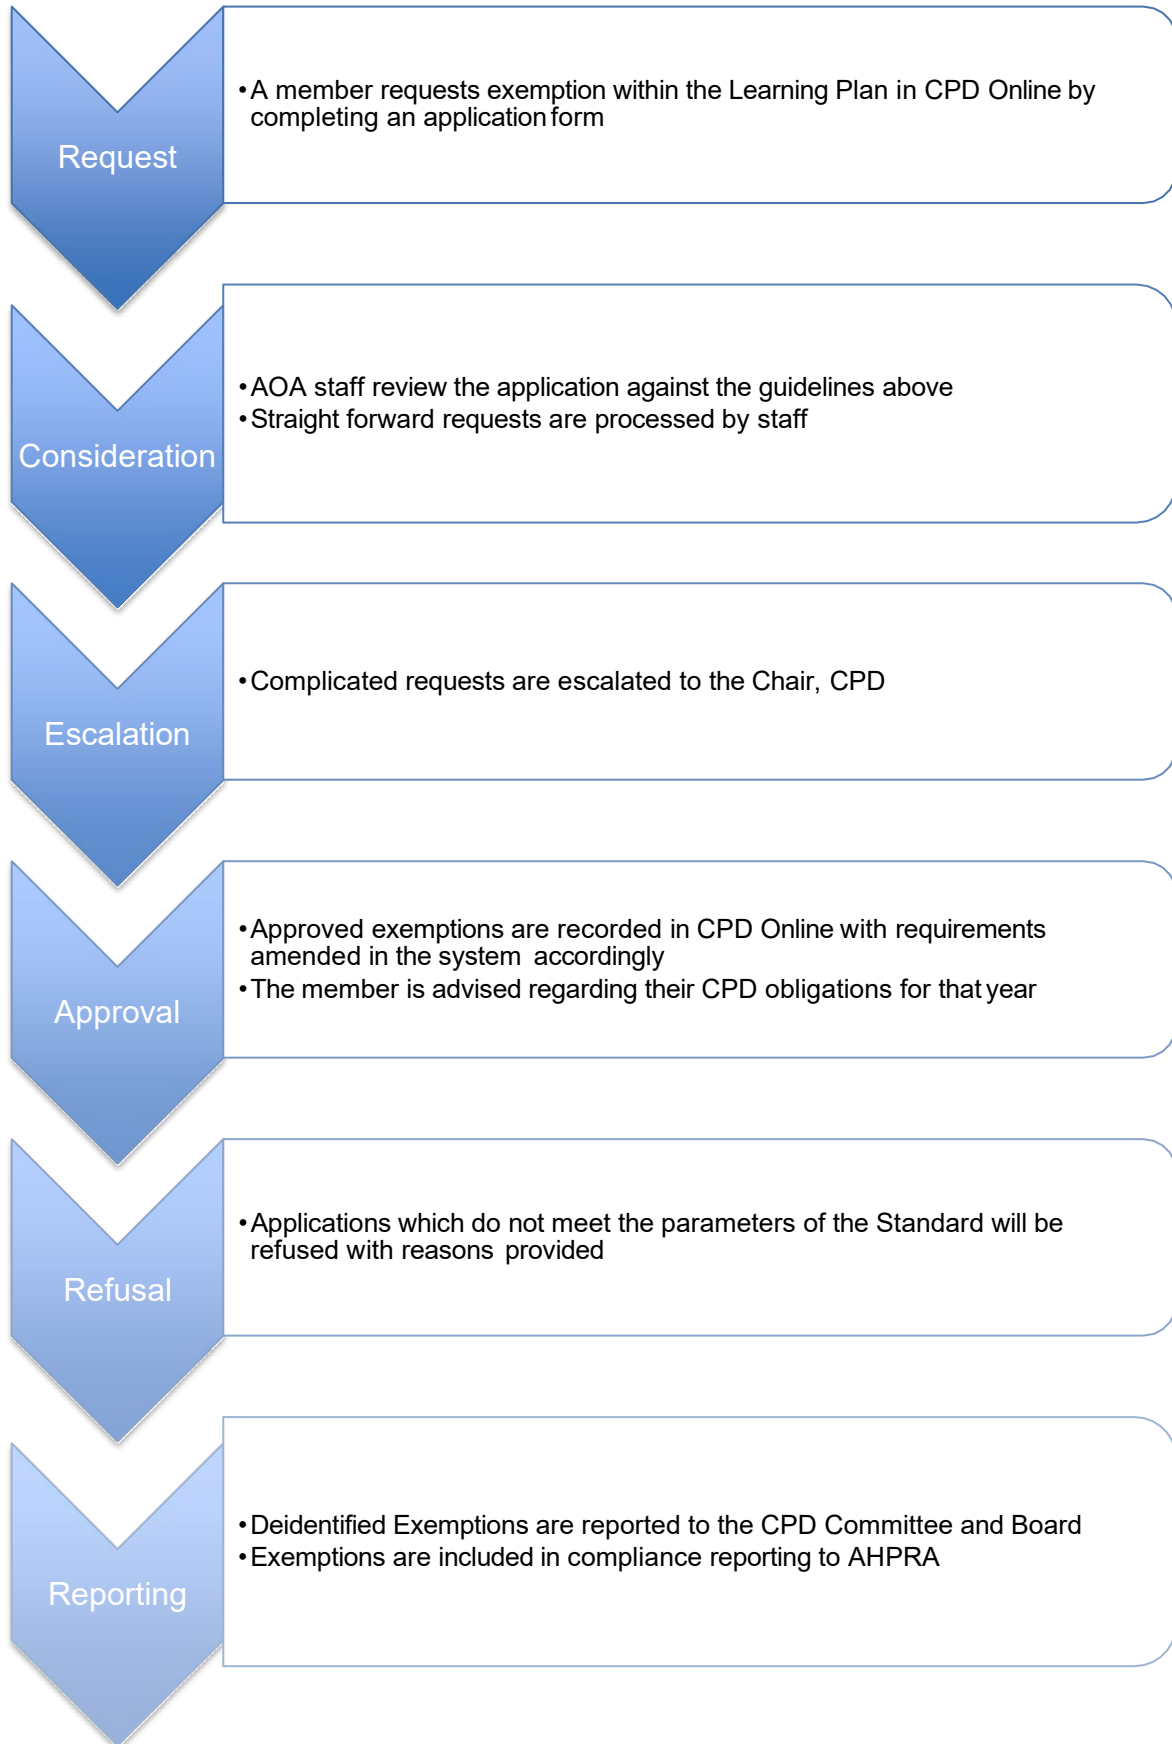 Request
•A member requests exemption within the Learning Plan in CPD Online by
completing an application form
Consideration
•AOA staff review the application against the guidelines above
•Straight forward requests are processed by staff
Escalation
•Complicated requests are escalated to the Chair, CPD
Approval
•Approved exemptions are recorded in CPD Online with requirements
amended in the system accordingly
•The member is advised regarding their CPD obligations for that year
Refusal
•Applications which do not meet the parameters of the Standard will be
refused with reasons provided
Reporting
•Deidentified Exemptions are reported to the CPD Committee and Board
•Exemptions are included in compliance reporting to AHPRA